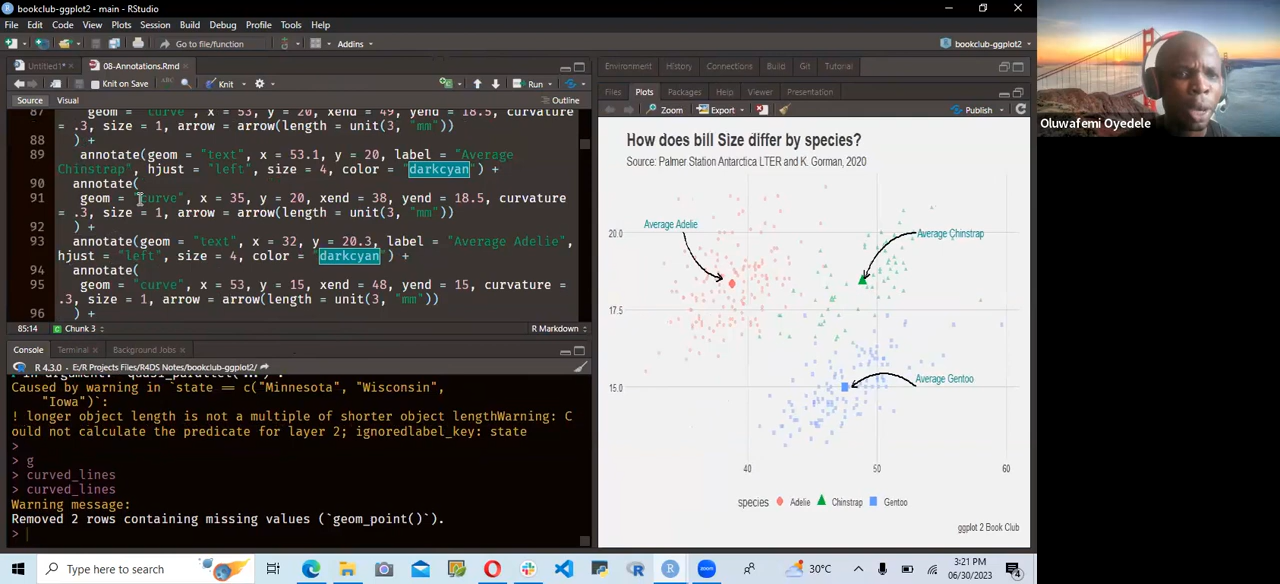 bookclub-ggplot2 - main - RStudio
File Edit Code View Plots Session Build Debug Profile Tools Help
Go to file/function Addins bookclub-ggplot2
Untitled1* 08-Annotations.Rmd
Knit on Save ABC Knit Run
Source Visual Outline
87 geom = "curve", x = 53, y = 20, xend = 49, yend = 18.5, curvature
= .3, size = 1, arrow = arrow(length = unit(3, "mm"))
88 ) +
89 annotate(geom = "text", x = 53.1, y = 20, label = "Average
Chinstrap", hjust = "left", size = 4, color = "darkcyan") +
90 annotate(
91 geom = "curve", x = 35, y = 20, xend = 38, yend = 18.5, curvature
= .3, size = 1, arrow = arrow(length = unit(3, "mm"))
92 ) +
93 annotate(geom = "text", x = 32, y = 20.3, label = "Average Adelie",
hjust = "left", size = 4, color = "darkcyan") +
94 annotate(
95 geom = "curve", x = 53, y = 15, xend = 48, yend = 15, curvature =
.3, size = 1, arrow = arrow(length = unit(3, "mm"))
96 ) +
85:14 Chunk 3 R Markdown
Console Terminal Background Jobs
R 4.3.0 · E:/R Projects Files/R4DS Notes/bookclub-ggplot2/
Caused by warning in `state == c("Minnesota", "Wisconsin",
"Iowa")`:
! longer object length is not a multiple of shorter object lengthWarning: C
ould not calculate the predicate for layer 2; ignoredlabel_key: state
>
> g
> curved_lines
> curved_lines
Warning message:
Removed 2 rows containing missing values (`geom_point()`).
>
Environment History Connections Build Git Tutorial
Files Plots Packages Help Viewer Presentation
Zoom Export Publish
How does bill Size differ by species?
Source: Palmer Station Antarctica LTER and K. Gorman, 2020
Average Adelie
20.0
Average Chinstrap
17.5
Average Gentoo
15.0
40 50 60
species Adelie Chinstrap Gentoo
ggplot 2 Book Club
Oluwafemi Oyedele
Type here to search
30°C
3:21 PM
06/30/2023
4